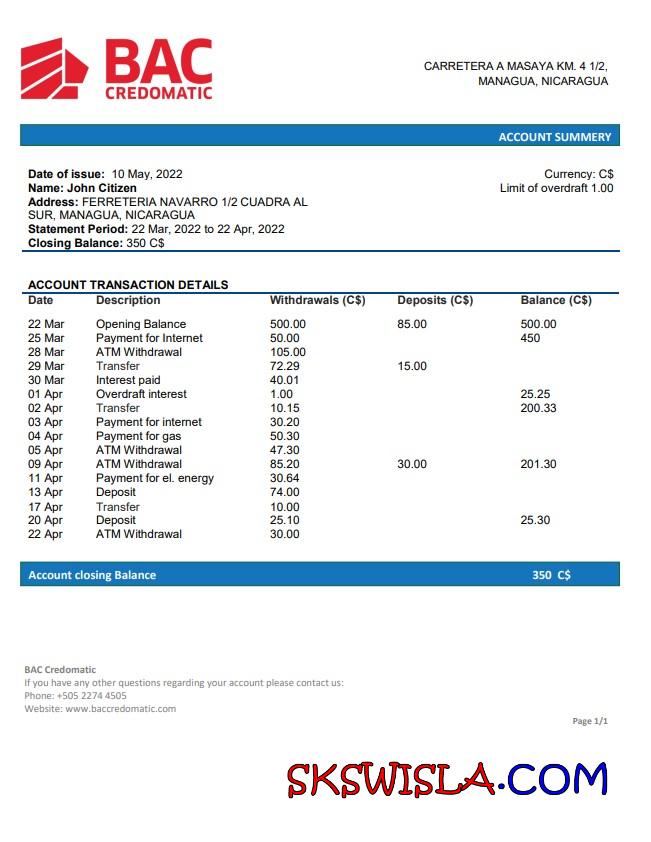 BAC
CREDOMATIC
CARRETERA A MASAYA KM. 4 1/2,
MANAGUA, NICARAGUA
ACCOUNT SUMMERY
Date of issue: 10 May, 2022
Currency: C$
Name: John Citizen
Limit of overdraft 1.00
Address: FERRETERIA NAVARRO 1/2 CUADRA AL
SUR, MANAGUA, NICARAGUA
Statement Period: 22 Mar, 2022 to 22 Apr, 2022
Closing Balance: 350 C$
ACCOUNT TRANSACTION DETAILS
Date Description Withdrawals (C$) Deposits (C$) Balance (C$)
22 Mar Opening Balance 500.00 85.00 500.00
25 Mar Payment for Internet 50.00 450
28 Mar ATM Withdrawal 105.00
29 Mar Transfer 72.29 15.00
30 Mar Interest paid 40.01
01 Apr Overdraft interest 1.00 25.25
02 Apr Transfer 10.15 200.33
03 Apr Payment for internet 30.20
04 Apr Payment for gas 50.30
05 Apr ATM Withdrawal 47.30
09 Apr ATM Withdrawal 85.20 30.00 201.30
11 Apr Payment for el. energy 30.64
13 Apr Deposit 74.00
17 Apr Transfer 10.00
20 Apr Deposit 25.10 25.30
22 Apr ATM Withdrawal 30.00
Account closing Balance 350 C$
BAC Credomatic
If you have any other questions regarding your account please contact us:
Phone: +505 2274 4505
Website: www.baccredomatic.com
Page 1/1
SKSWISLA.COM